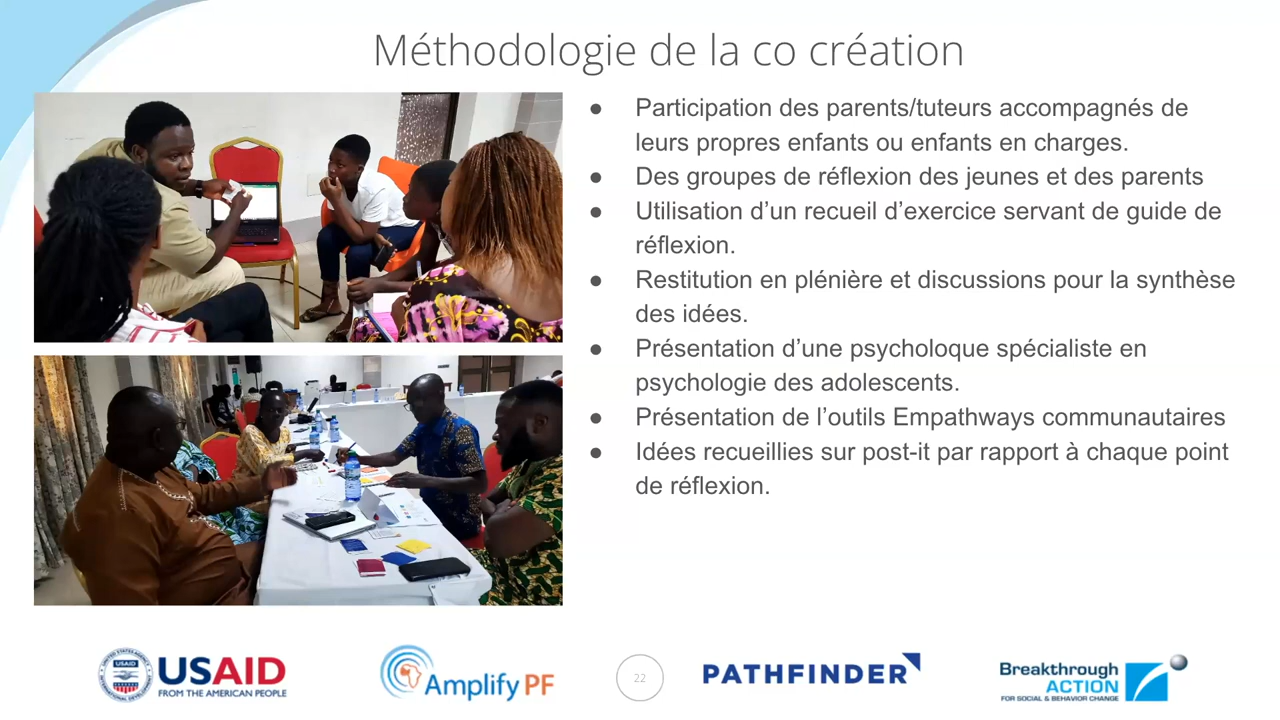 Méthodologie de la co création
● Participation des parents/tuteurs accompagnés de
leurs propres enfants ou enfants en charges.
● Des groupes de réflexion des jeunes et des parents
● Utilisation d’un recueil d’exercice servant de guide de
réflexion.
● Restitution en plénière et discussions pour la synthèse
des idées.
● Présentation d’une psycholoque spécialiste en
psychologie des adolescents.
● Présentation de l’outils Empathways communautaires
● Idées recueillies sur post-it par rapport à chaque point
de réflexion.
USAID
USAID
FROM THE AMERICAN PEOPLE
Amplify PF
22
PATHFINDER
Breakthrough
ACTION
FOR SOCIAL & BEHAVIOR CHANGE